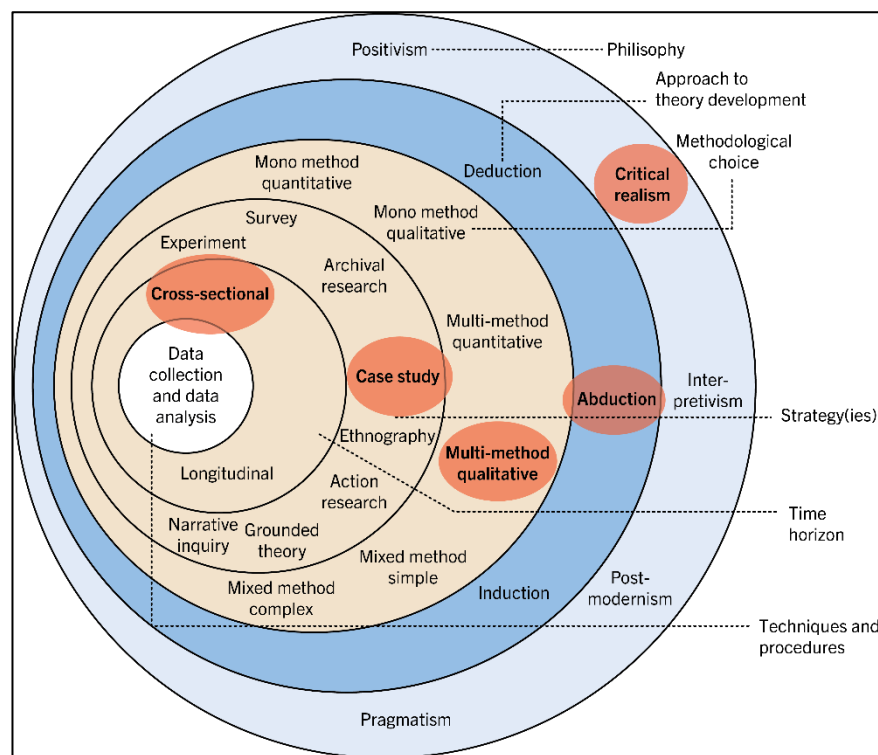 Positivism
Philisophy
Approach to
theory development
Methodological
choice
Deduction
Critical
realism
Mono method
quantitative
Mono method
qualitative
Survey
Experiment
Archival
research
Cross-sectional
Multi-method
quantitative
Data
collection
and data
analysis
Case study
Abduction
Inter-
pretivism
Strategy(ies)
Ethnography
Multi-method
qualitative
Longitudinal
Action
research
Time
horizon
Narrative
inquiry
Grounded
theory
Mixed method
simple
Mixed method
complex
Induction
Post-
modernism
Techniques and
procedures
Pragmatism